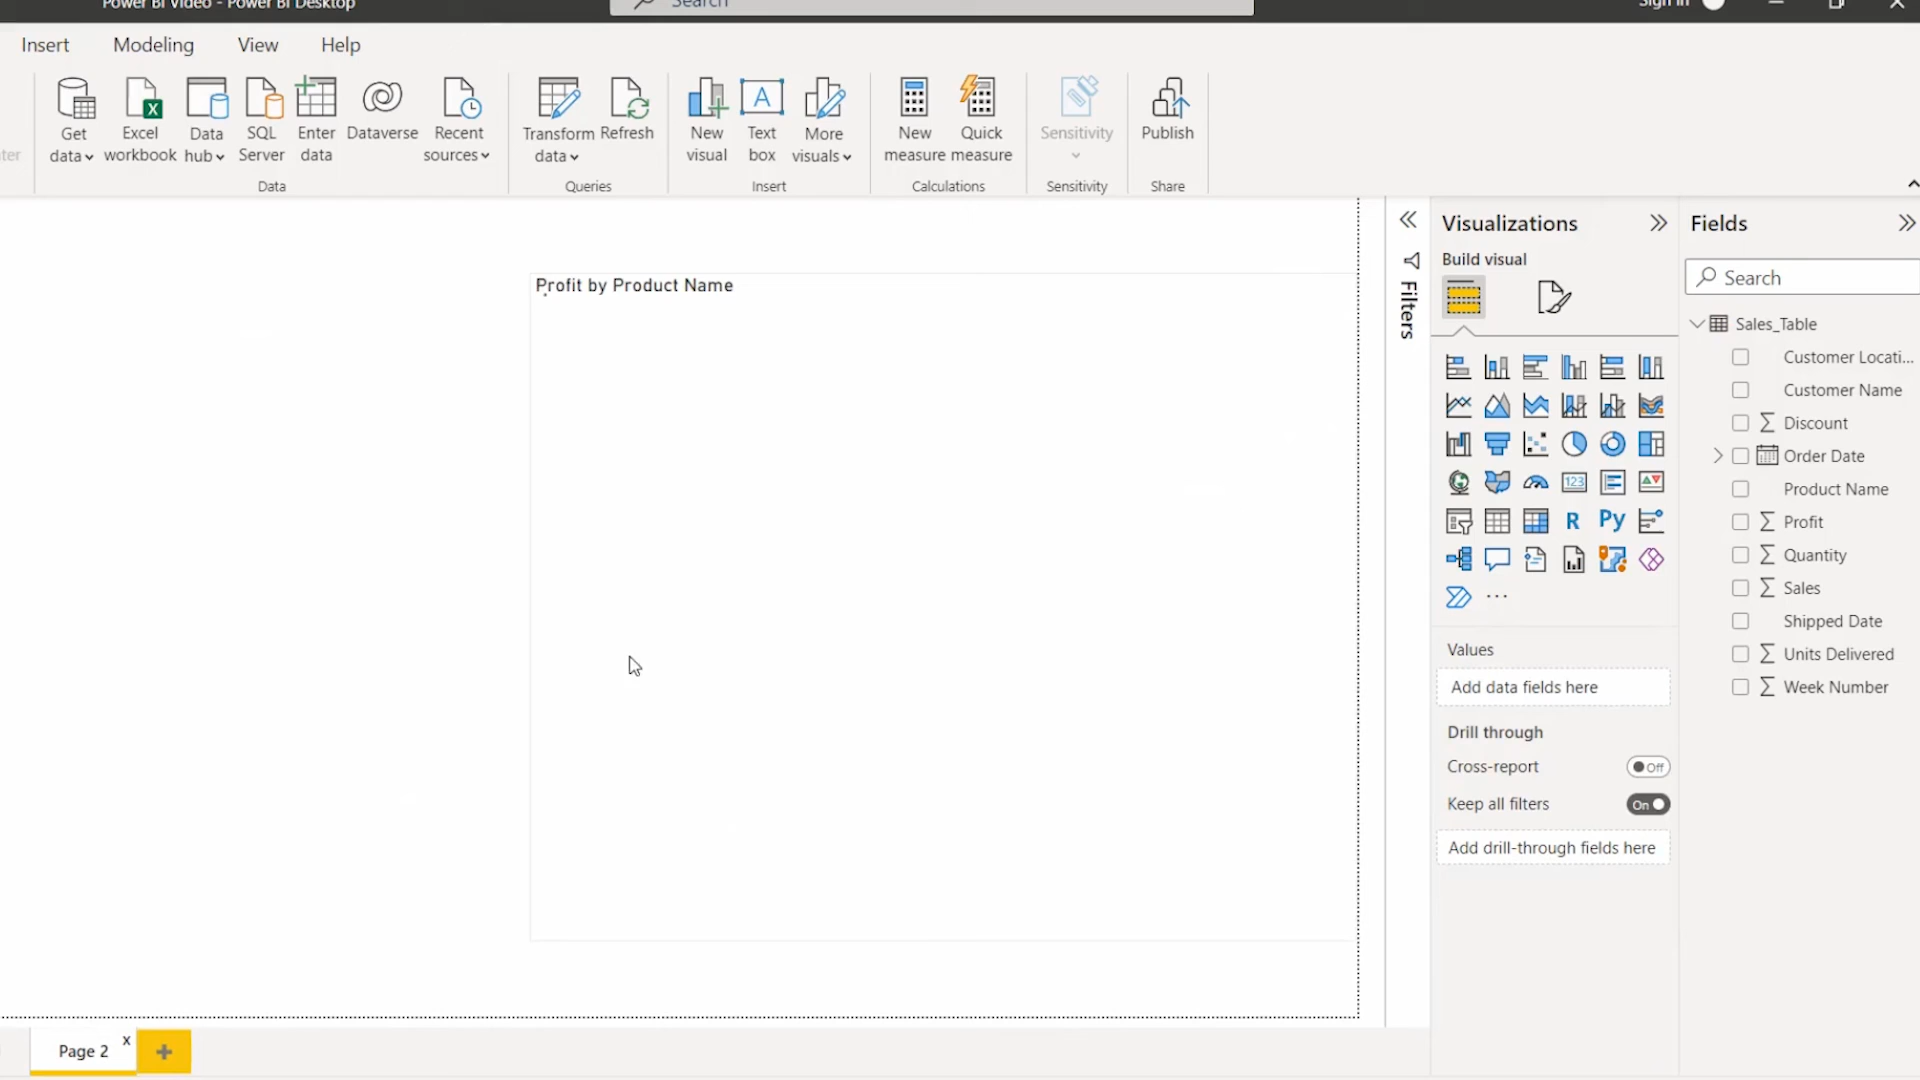 Power BI Video - Power BI Desktop
Search
Sign in
Insert
Modeling
View
Help
Get data
Excel workbook
Data hub
SQL Server
Enter data
Dataverse
Recent sources
Transform data
Refresh
New visual
Text box
More visuals
New measure
Quick measure
Sensitivity
Publish
Data
Queries
Insert
Calculations
Sensitivity
Share
Profit by Product Name
Filters
Visualizations
Build visual
123
R
Py
Values
Add data fields here
Drill through
Cross-report
Off
Keep all filters
On
Add drill-through fields here
Fields
Search
Sales_Table
Customer Locati...
Customer Name
Discount
Order Date
Product Name
Profit
Quantity
Sales
Shipped Date
Units Delivered
Week Number
Page 2